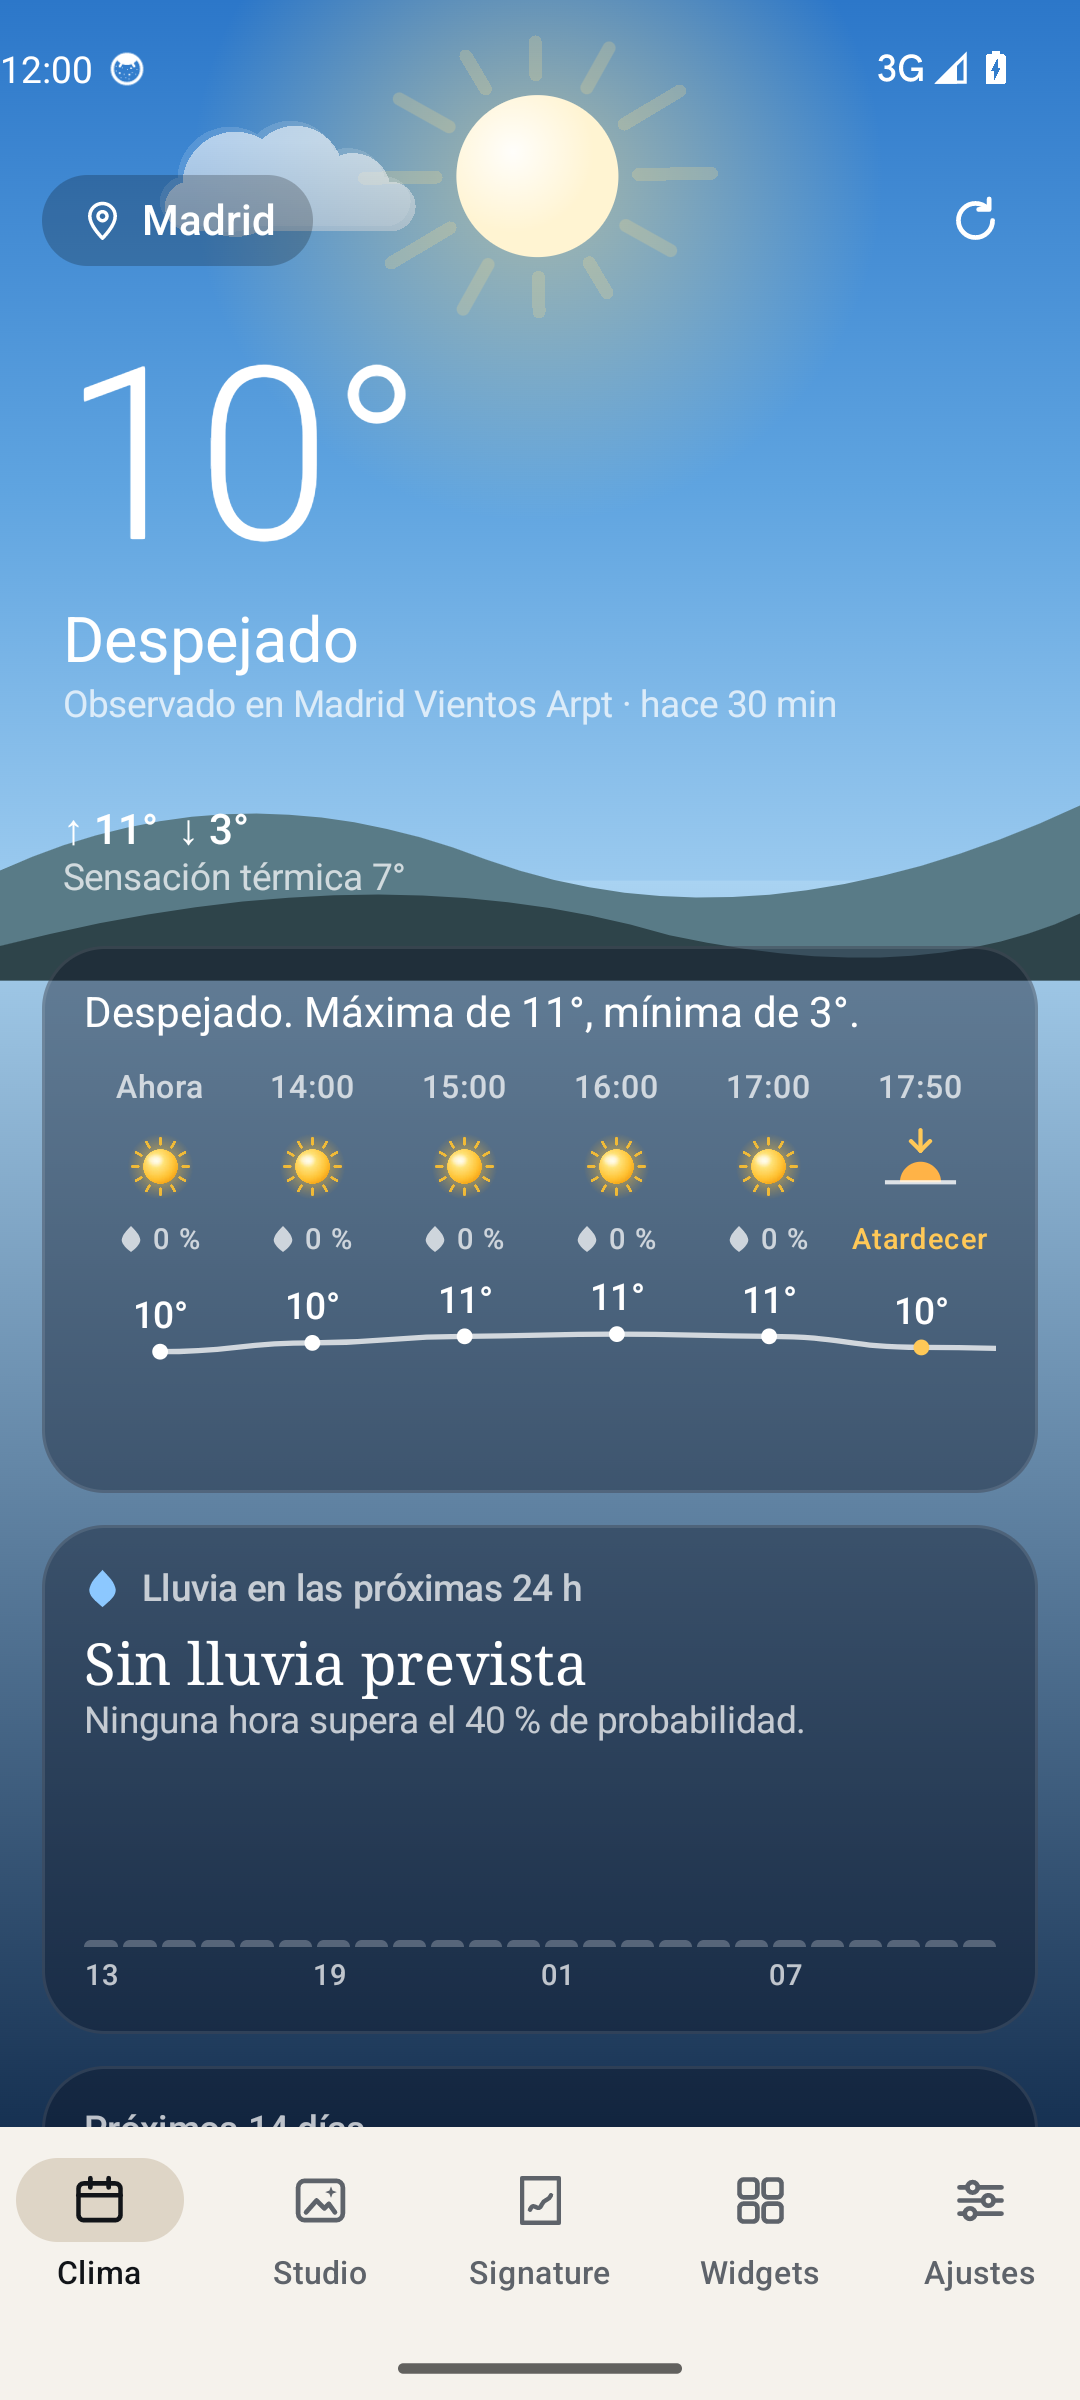 12:00
3G
Madrid
10°
Despejado
Observado en Madrid Vientos Arpt · hace 30 min
↑ 11° ↓ 3°
Sensación térmica 7°
Despejado. Máxima de 11°, mínima de 3°.
Ahora 14:00 15:00 16:00 17:00 17:50
0 % 0 % 0 % 0 % 0 % Atardecer
10° 10° 11° 11° 11° 10°
Lluvia en las próximas 24 h
Sin lluvia prevista
Ninguna hora supera el 40 % de probabilidad.
13 19 01 07
Próximos 14 días
Clima Studio Signature Widgets Ajustes